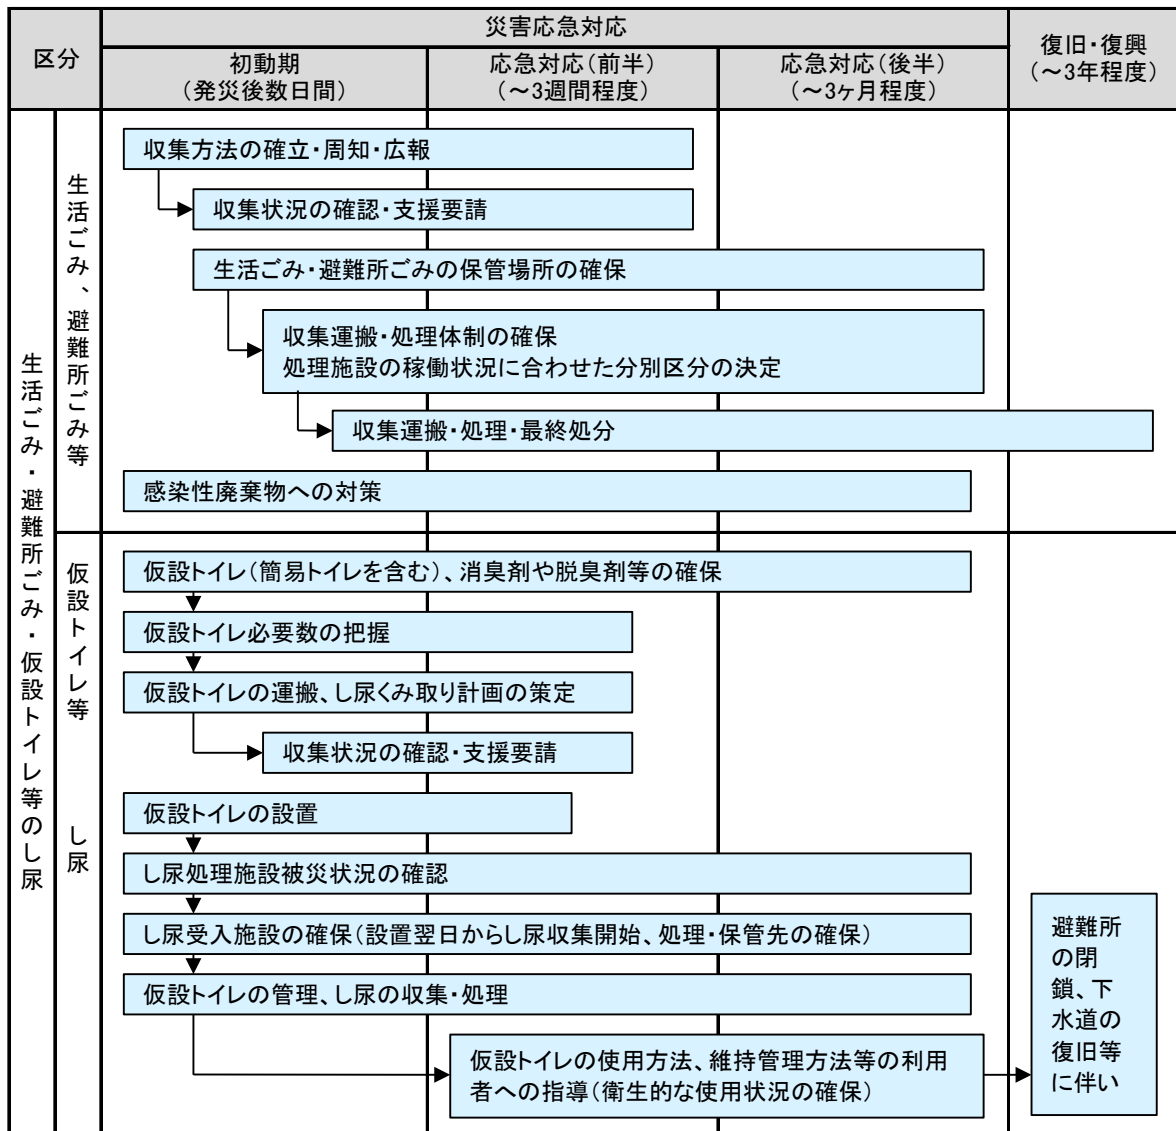 区分
災害応急対応
初動期
(発災後数日間)
応急対応(前半)
(～3週間程度)
応急対応(後半)
(～3ヶ月程度)
復旧・復興
(～3年程度)
生活ごみ・避難所ごみ・仮設トイレ等のし尿
生活ごみ、避難所ごみ等
収集方法の確立・周知・広報
収集状況の確認・支援要請
生活ごみ・避難所ごみの保管場所の確保
収集運搬・処理体制の確保
処理施設の稼働状況に合わせた分別区分の決定
収集運搬・処理・最終処分
感染性廃棄物への対策
仮設トイレ等
し尿
仮設トイレ(簡易トイレを含む)、消臭剤や脱臭剤等の確保
仮設トイレ必要数の把握
仮設トイレの運搬、し尿くみ取り計画の策定
収集状況の確認・支援要請
仮設トイレの設置
し尿処理施設被災状況の確認
し尿受入施設の確保(設置翌日からし尿収集開始、処理・保管先の確保)
仮設トイレの管理、し尿の収集・処理
仮設トイレの使用方法、維持管理方法等の利用
者への指導(衛生的な使用状況の確保)
避難所
の閉
鎖、下
水道の
復旧等
に伴い